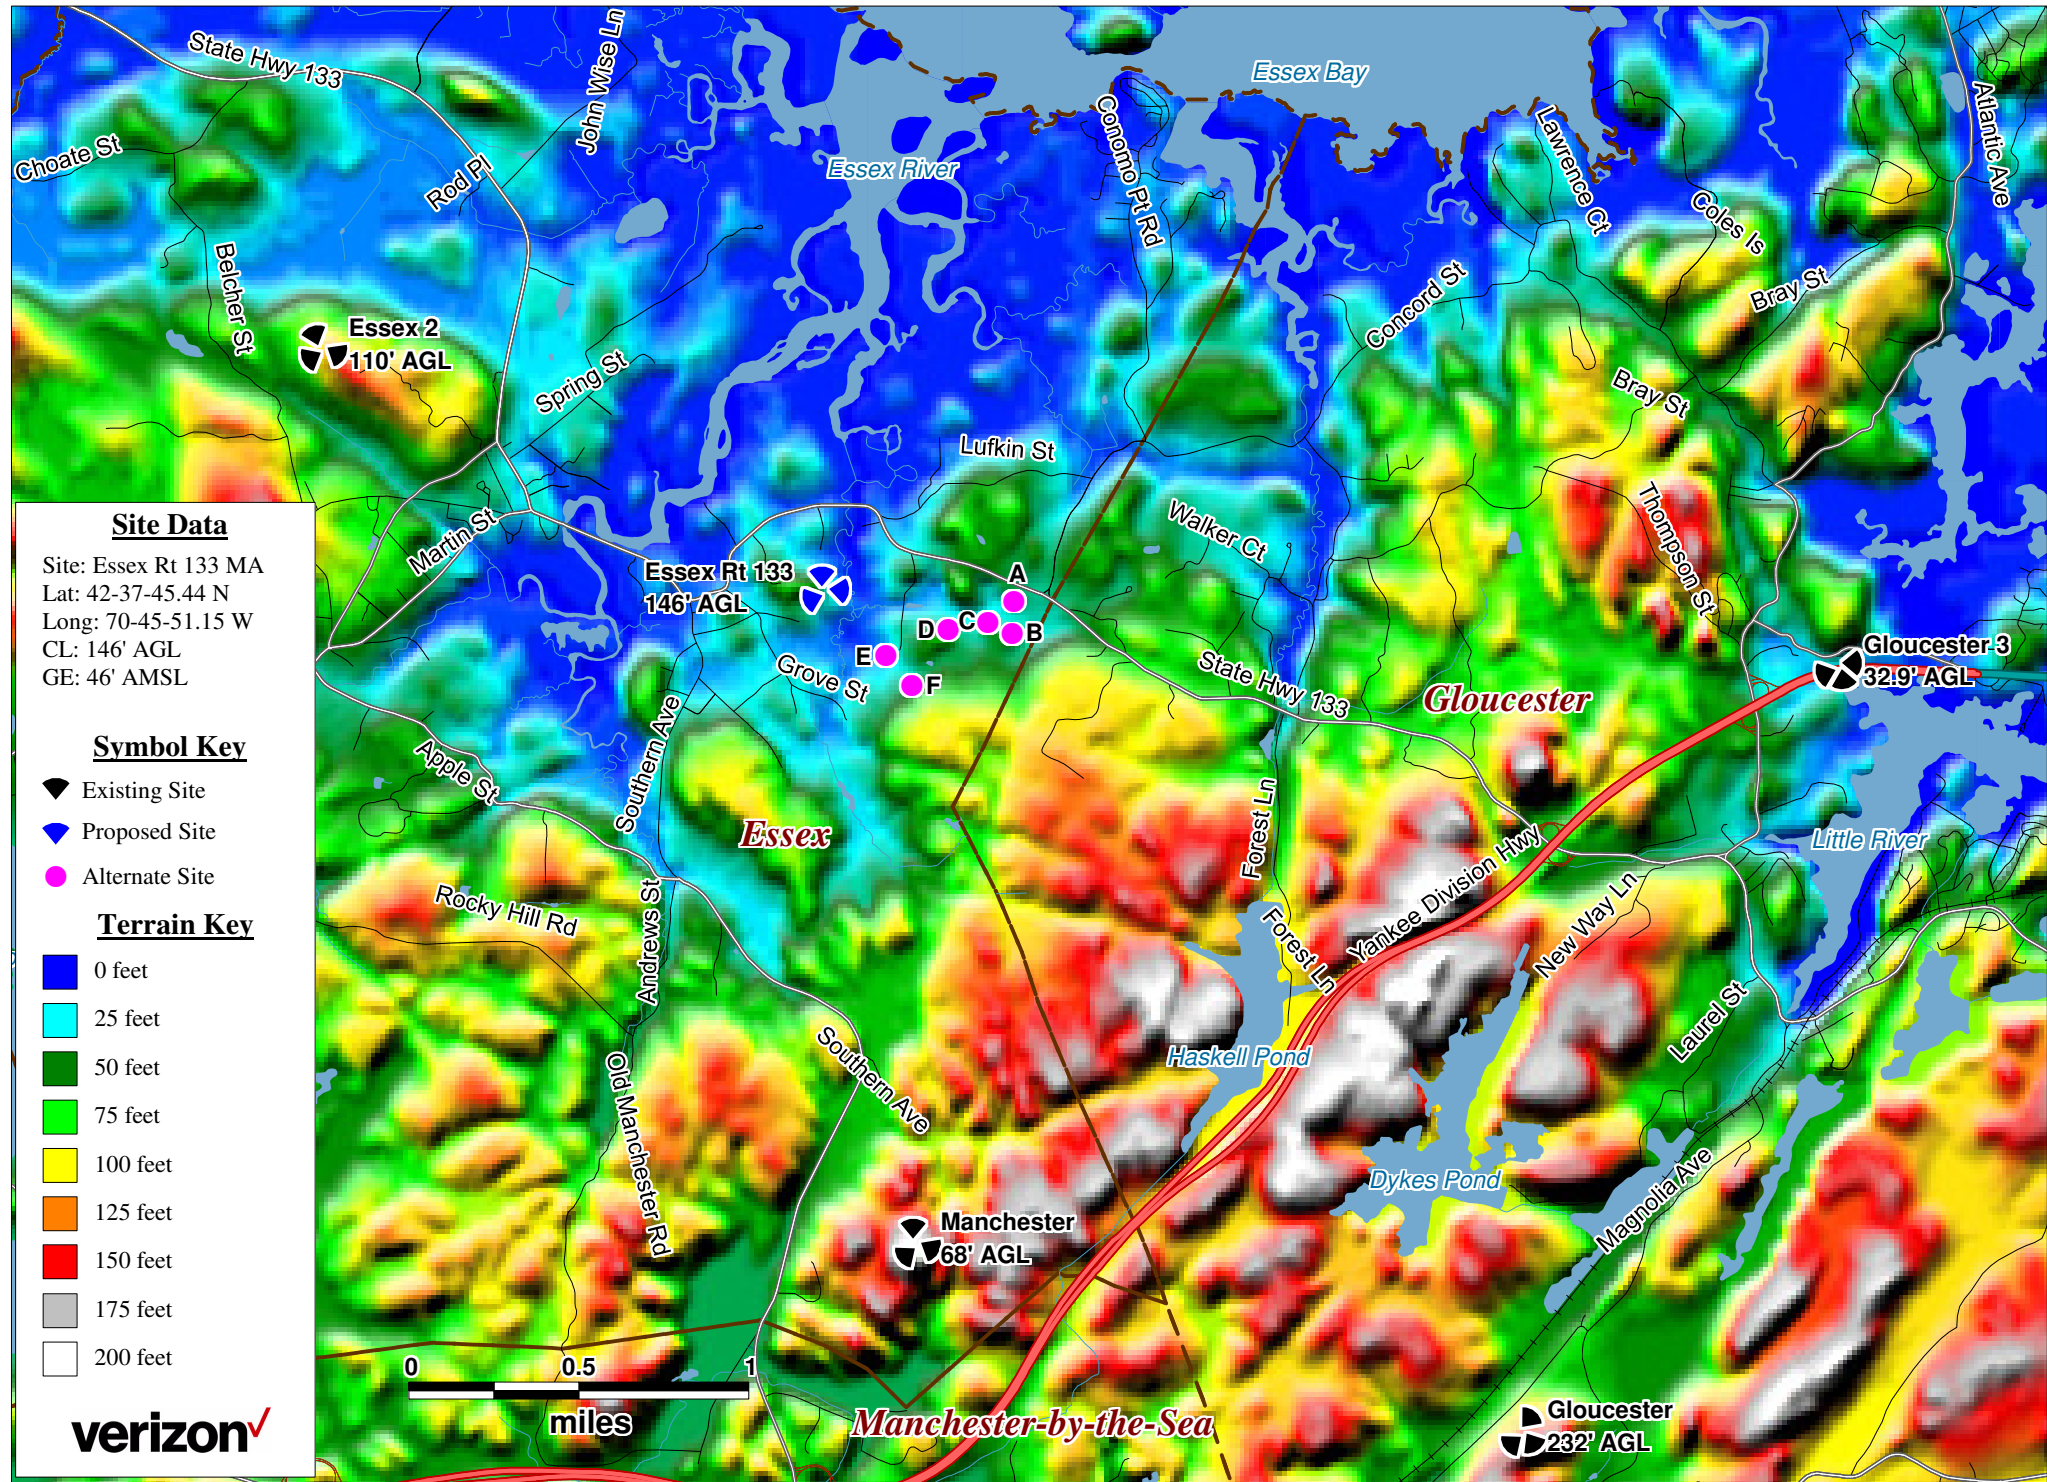 State Hwy 133
John Wise Ln
Essex Bay
Choate St
Rod Pl
Essex River
Conomo Pt Rd
Lawrence Ct
Atlantic Ave
Coles Is
Belcher St
Essex 2
110' AGL
Bray St
Concord St
Spring St
Bray St
Lufkin St
Walker Ct
Thompson St
Martin St
Essex Rt 133
146' AGL
A
B
C
D
E
F
Grove St
State Hwy 133
Gloucester
Gloucester 3
32.9' AGL
Apple St
Southern Ave
Essex
Forest Ln
Little River
Rocky Hill Rd
Andrews St
Forest Ln
Yankee Division Hwy
New Way Ln
Laurel St
Southern Ave
Old Manchester Rd
Haskell Pond
Dykes Pond
Magnolia Ave
Manchester
68' AGL
Manchester-by-the-Sea
Gloucester
232' AGL
0 0.5 1
miles
Site Data
Site: Essex Rt 133 MA
Lat: 42-37-45.44 N
Long: 70-45-51.15 W
CL: 146' AGL
GE: 46' AMSL
Symbol Key
Existing Site
Proposed Site
Alternate Site
Terrain Key
0 feet
25 feet
50 feet
75 feet
100 feet
125 feet
150 feet
175 feet
200 feet
verizon